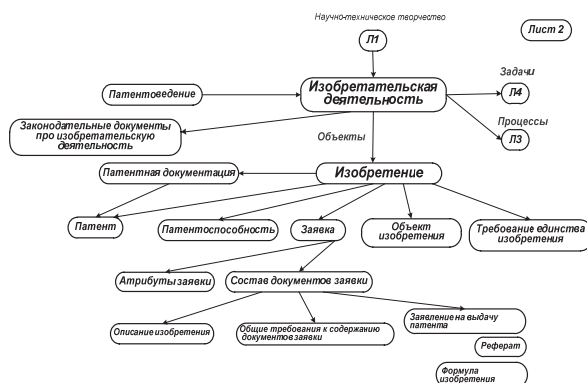 Научно-техническое творчество
Лист 2
Л1
Задачи
Патентоведение
Изобретательская
деятельность
Л4
Процессы
Законодательные документы
про изобретательскую
деятельность
Объекты
Л3
Патентная документация
Изобретение
Патент
Патентоспособность
Заявка
Объект
изобретения
Требование единства
изобретения
Атрибуты заявки
Состав документов заявки
Описание изобретения
Общие требования к содержанию
документов заявки
Заявление на выдачу
патента
Реферат
Формула
изобретения